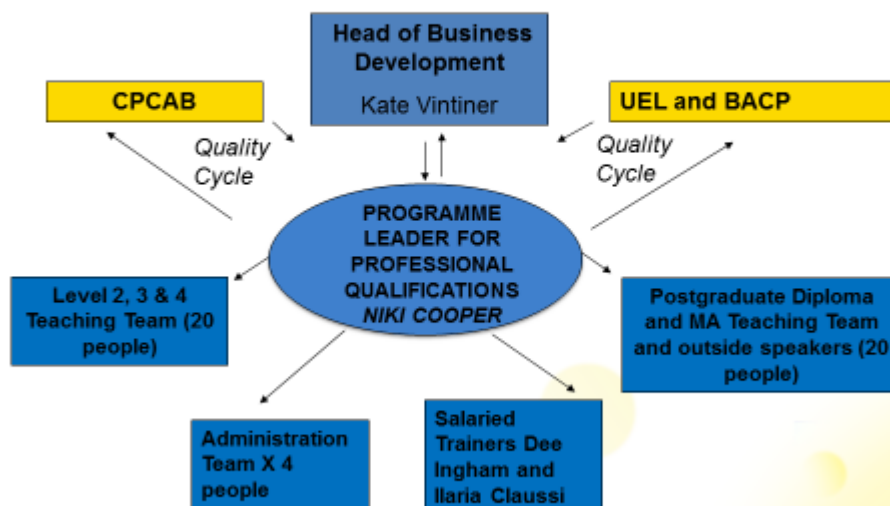 Head of Business
Development
Kate Vintiner
CPCAB
UEL and BACP
Quality
Cycle
Quality
Cycle
PROGRAMME
LEADER FOR
PROFESSIONAL
QUALIFICATIONS
NIKI COOPER
Level 2, 3 & 4
Teaching Team (20
people)
Postgraduate Diploma
and MA Teaching Team
and outside speakers (20
people)
Administration
Team X 4
people
Salaried
Trainers Dee
Ingham and
Ilaria Claussi